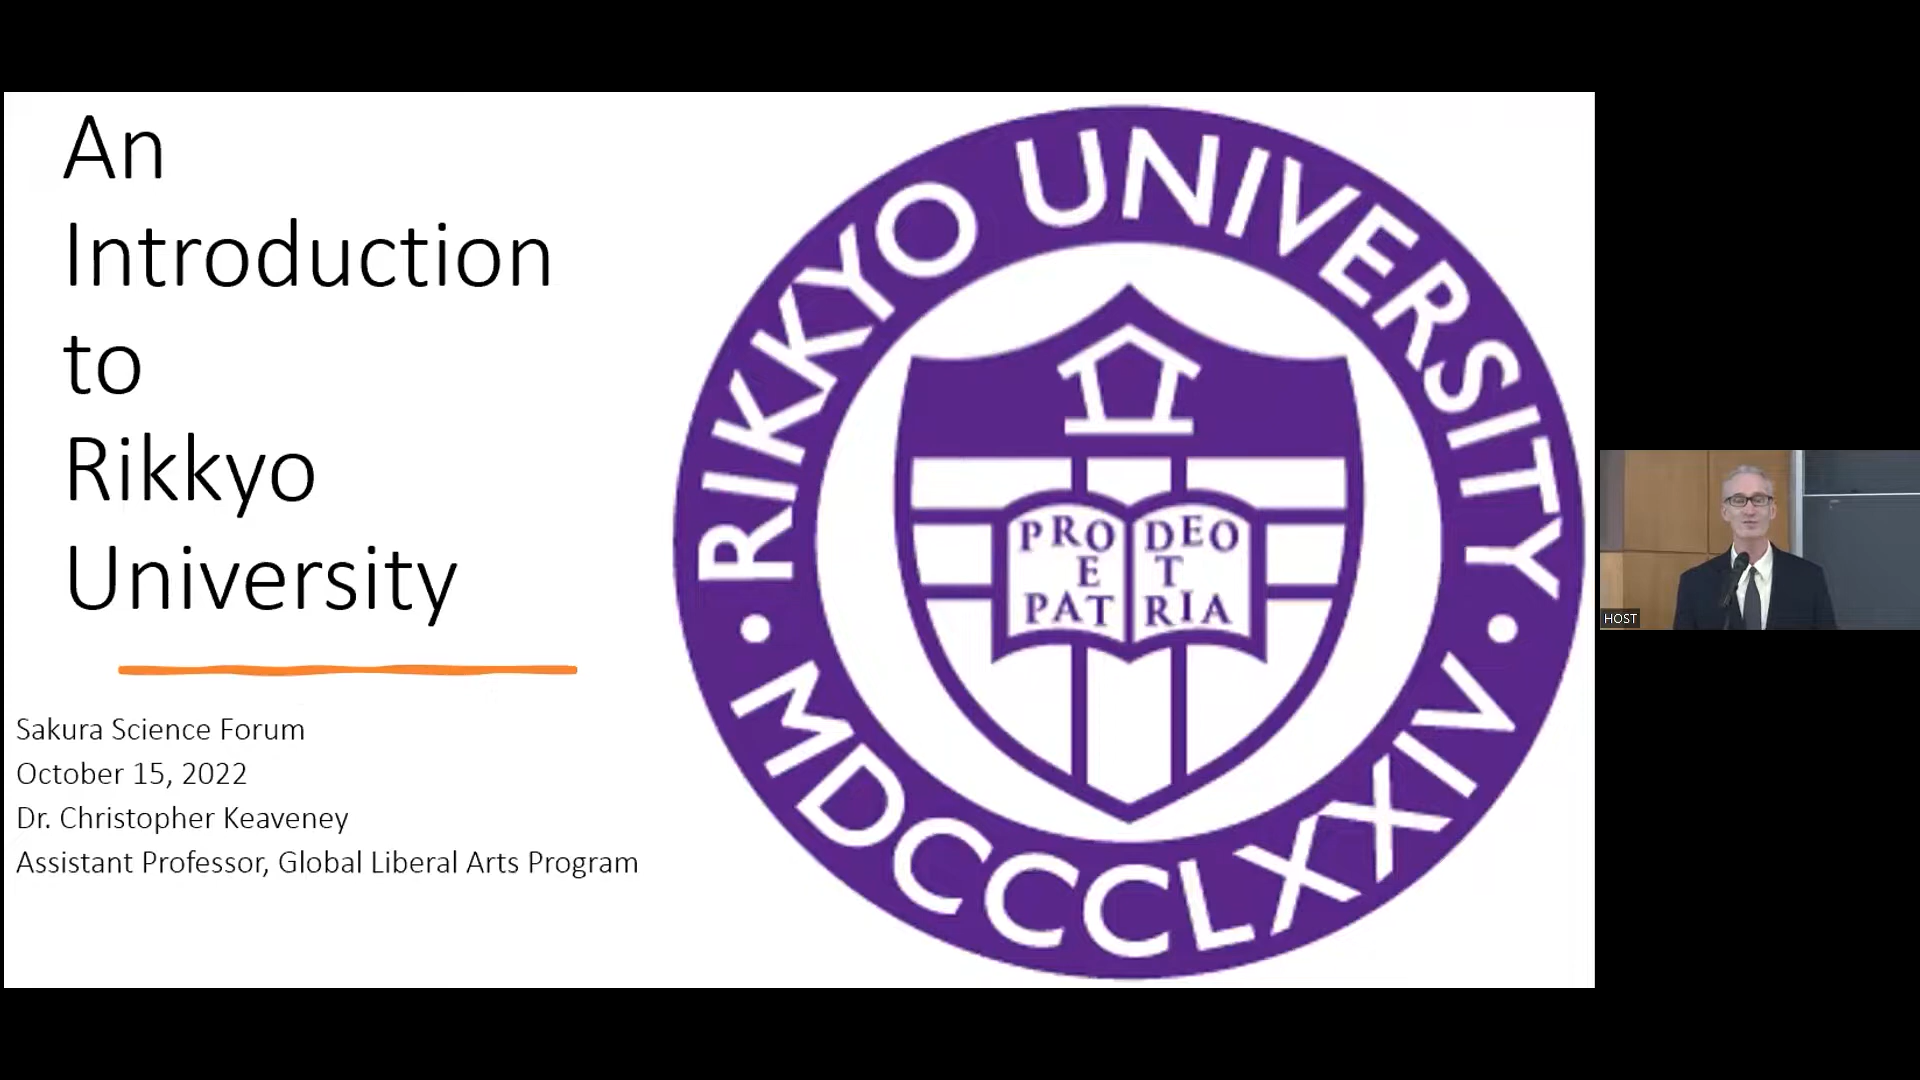 An
Introduction
to
Rikkyo
University
Sakura Science Forum
October 15, 2022
Dr. Christopher Keaveney
Assistant Professor, Global Liberal Arts Program
RIKKYO UNIVERSITY
PRO DEO
E T
PAT RIA
• MDCCCLXXIV •
HOST